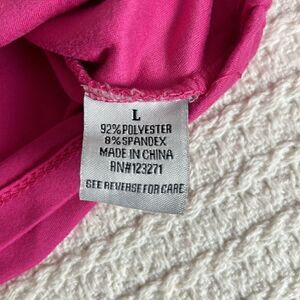 L
92% POLYESTER
8% SPANDEX
MADE IN CHINA
RN#123271
SEE REVERSE FOR CARE